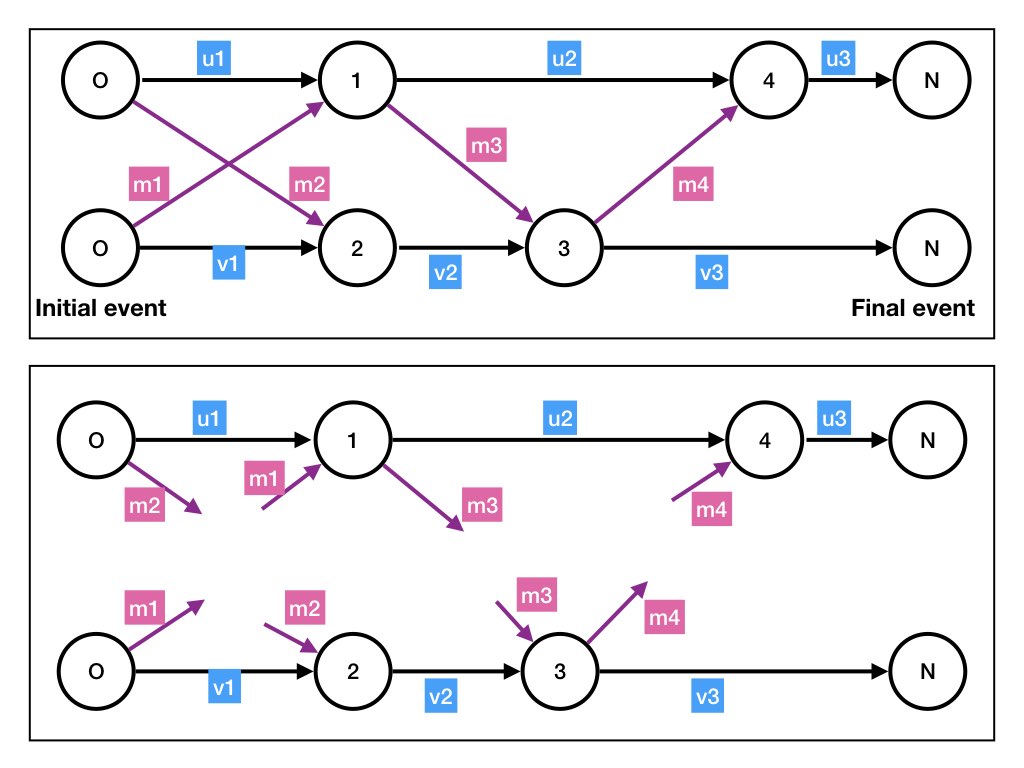 u1 u2 u3
O 1 4 N
m3
m1 m2 m4
O 2 3 N
v1 v2 v3
Initial event Final event
u1 u2 u3
O 1 4 N
m2 m1 m3 m4
m1 m2 m3 m4
O 2 3 N
v1 v2 v3